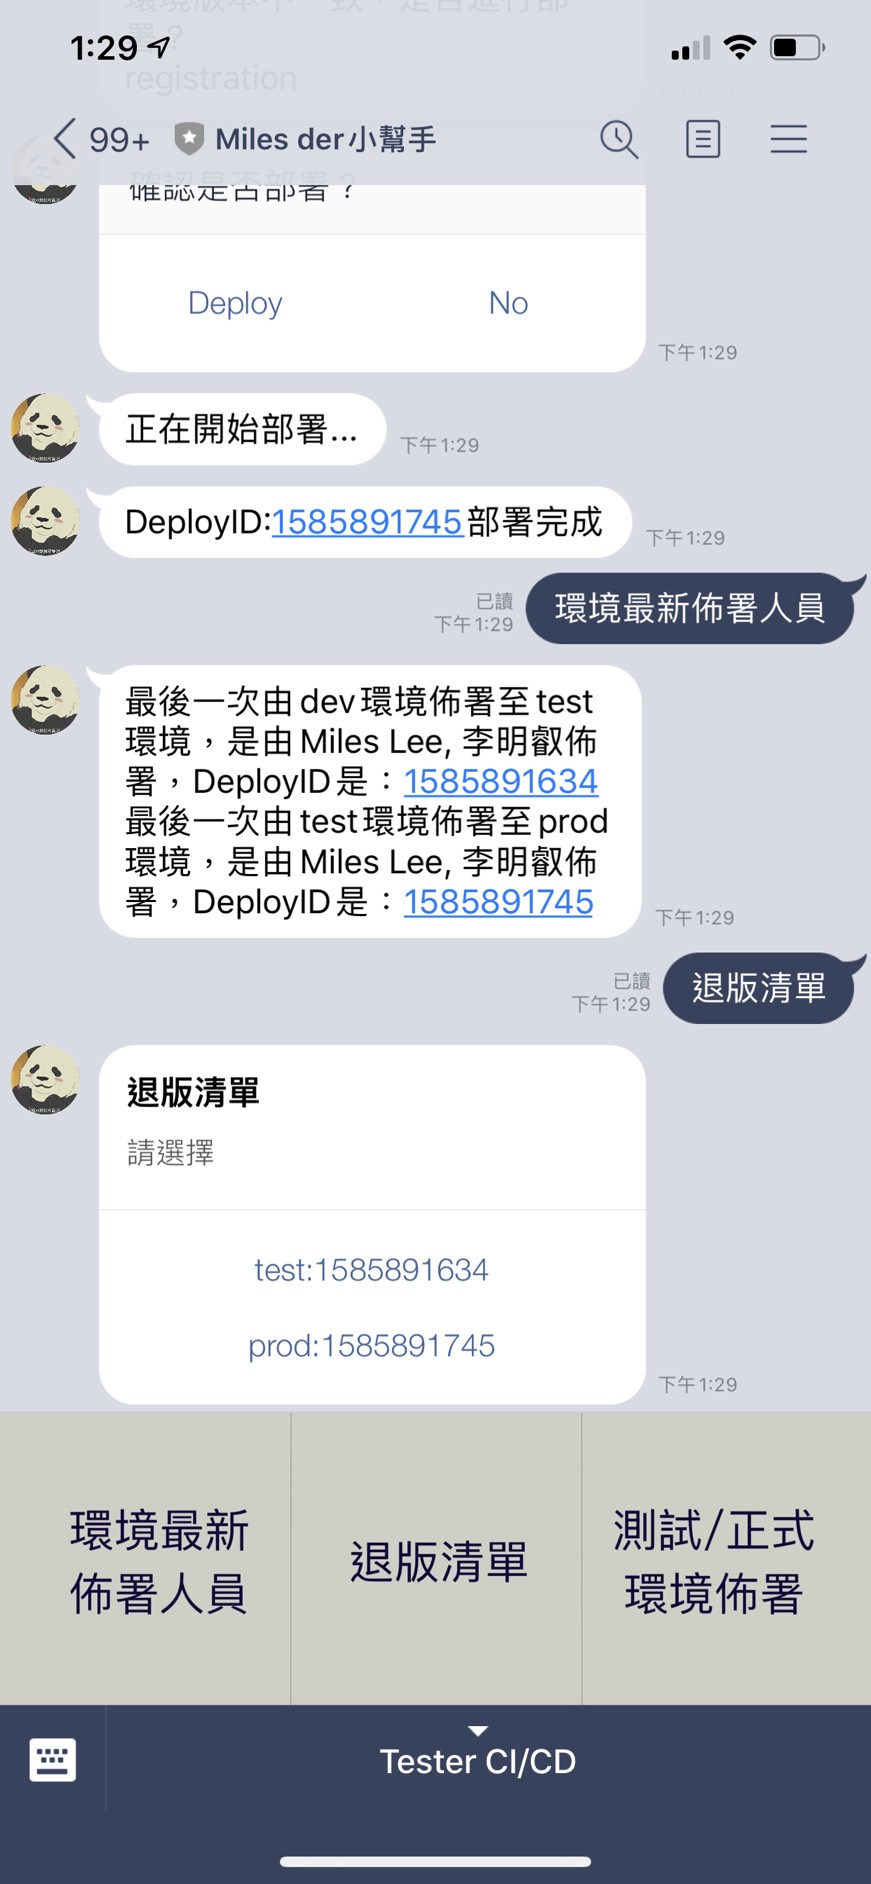 1:29
署？
registration
99+
Miles der小幫手
確認是否部署？
Deploy
No
下午1:29
正在開始部署...
下午1:29
DeployID:1585891745部署完成
下午1:29
已讀
下午1:29
環境最新佈署人員
最後一次由dev環境佈署至test
環境，是由Miles Lee, 李明叡佈
署，DeployID是：1585891634
最後一次由test環境佈署至prod
環境，是由Miles Lee, 李明叡佈
署，DeployID是：1585891745
下午1:29
已讀
下午1:29
退版清單
退版清單
請選擇
test:1585891634
prod:1585891745
下午1:29
環境最新
佈署人員
退版清單
測試/正式
環境佈署
Tester CI/CD